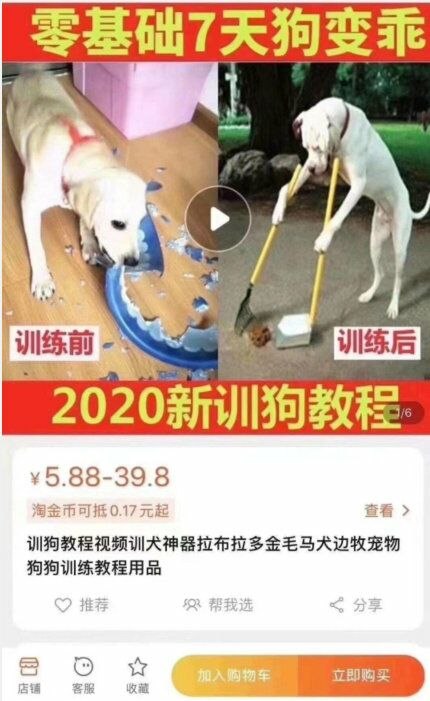 零基础7天狗变乖
训练前
训练后
2020新训狗教程
1/6
¥5.88-39.8
淘金币可抵0.17元起
查看 >
训狗教程视频训犬神器拉布拉多金毛马犬边牧宠物
狗狗训练教程用品
推荐
帮我选
分享
店铺
客服
收藏
加入购物车
立即购买